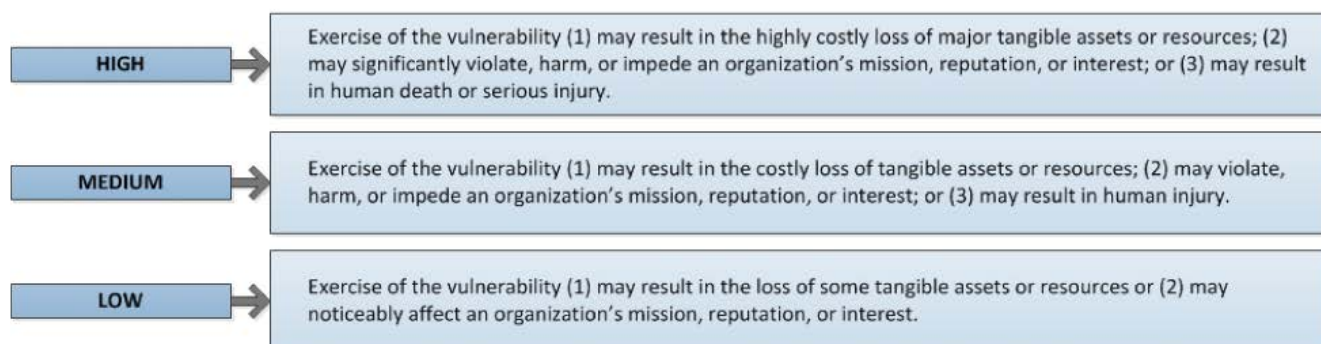 HIGH
Exercise of the vulnerability (1) may result in the highly costly loss of major tangible assets or resources; (2)
may significantly violate, harm, or impede an organization’s mission, reputation, or interest; or (3) may result
in human death or serious injury.
MEDIUM
Exercise of the vulnerability (1) may result in the costly loss of tangible assets or resources; (2) may violate,
harm, or impede an organization’s mission, reputation, or interest; or (3) may result in human injury.
LOW
Exercise of the vulnerability (1) may result in the loss of some tangible assets or resources or (2) may
noticeably affect an organization’s mission, reputation, or interest.